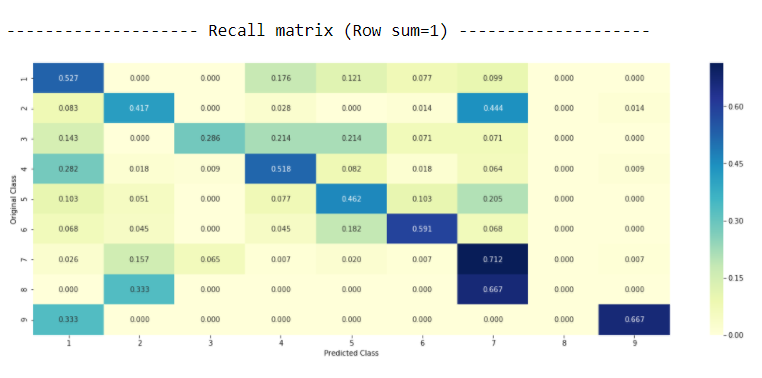 -------------------- Recall matrix (Row sum=1) --------------------
1 0.527 0.000 0.000 0.176 0.121 0.077 0.099 0.000 0.000
2 0.083 0.417 0.000 0.028 0.000 0.014 0.444 0.000 0.014
3 0.143 0.000 0.286 0.214 0.214 0.071 0.071 0.000 0.000
4 0.282 0.018 0.009 0.518 0.082 0.018 0.064 0.000 0.009
5 0.103 0.051 0.000 0.077 0.462 0.103 0.205 0.000 0.000
6 0.068 0.045 0.000 0.045 0.182 0.591 0.068 0.000 0.000
7 0.026 0.157 0.065 0.007 0.020 0.007 0.712 0.000 0.007
8 0.000 0.333 0.000 0.000 0.000 0.000 0.667 0.000 0.000
9 0.333 0.000 0.000 0.000 0.000 0.000 0.000 0.000 0.667
1 2 3 4 5 6 7 8 9
Predicted Class
Original Class
0.60
0.45
0.30
0.15
0.00